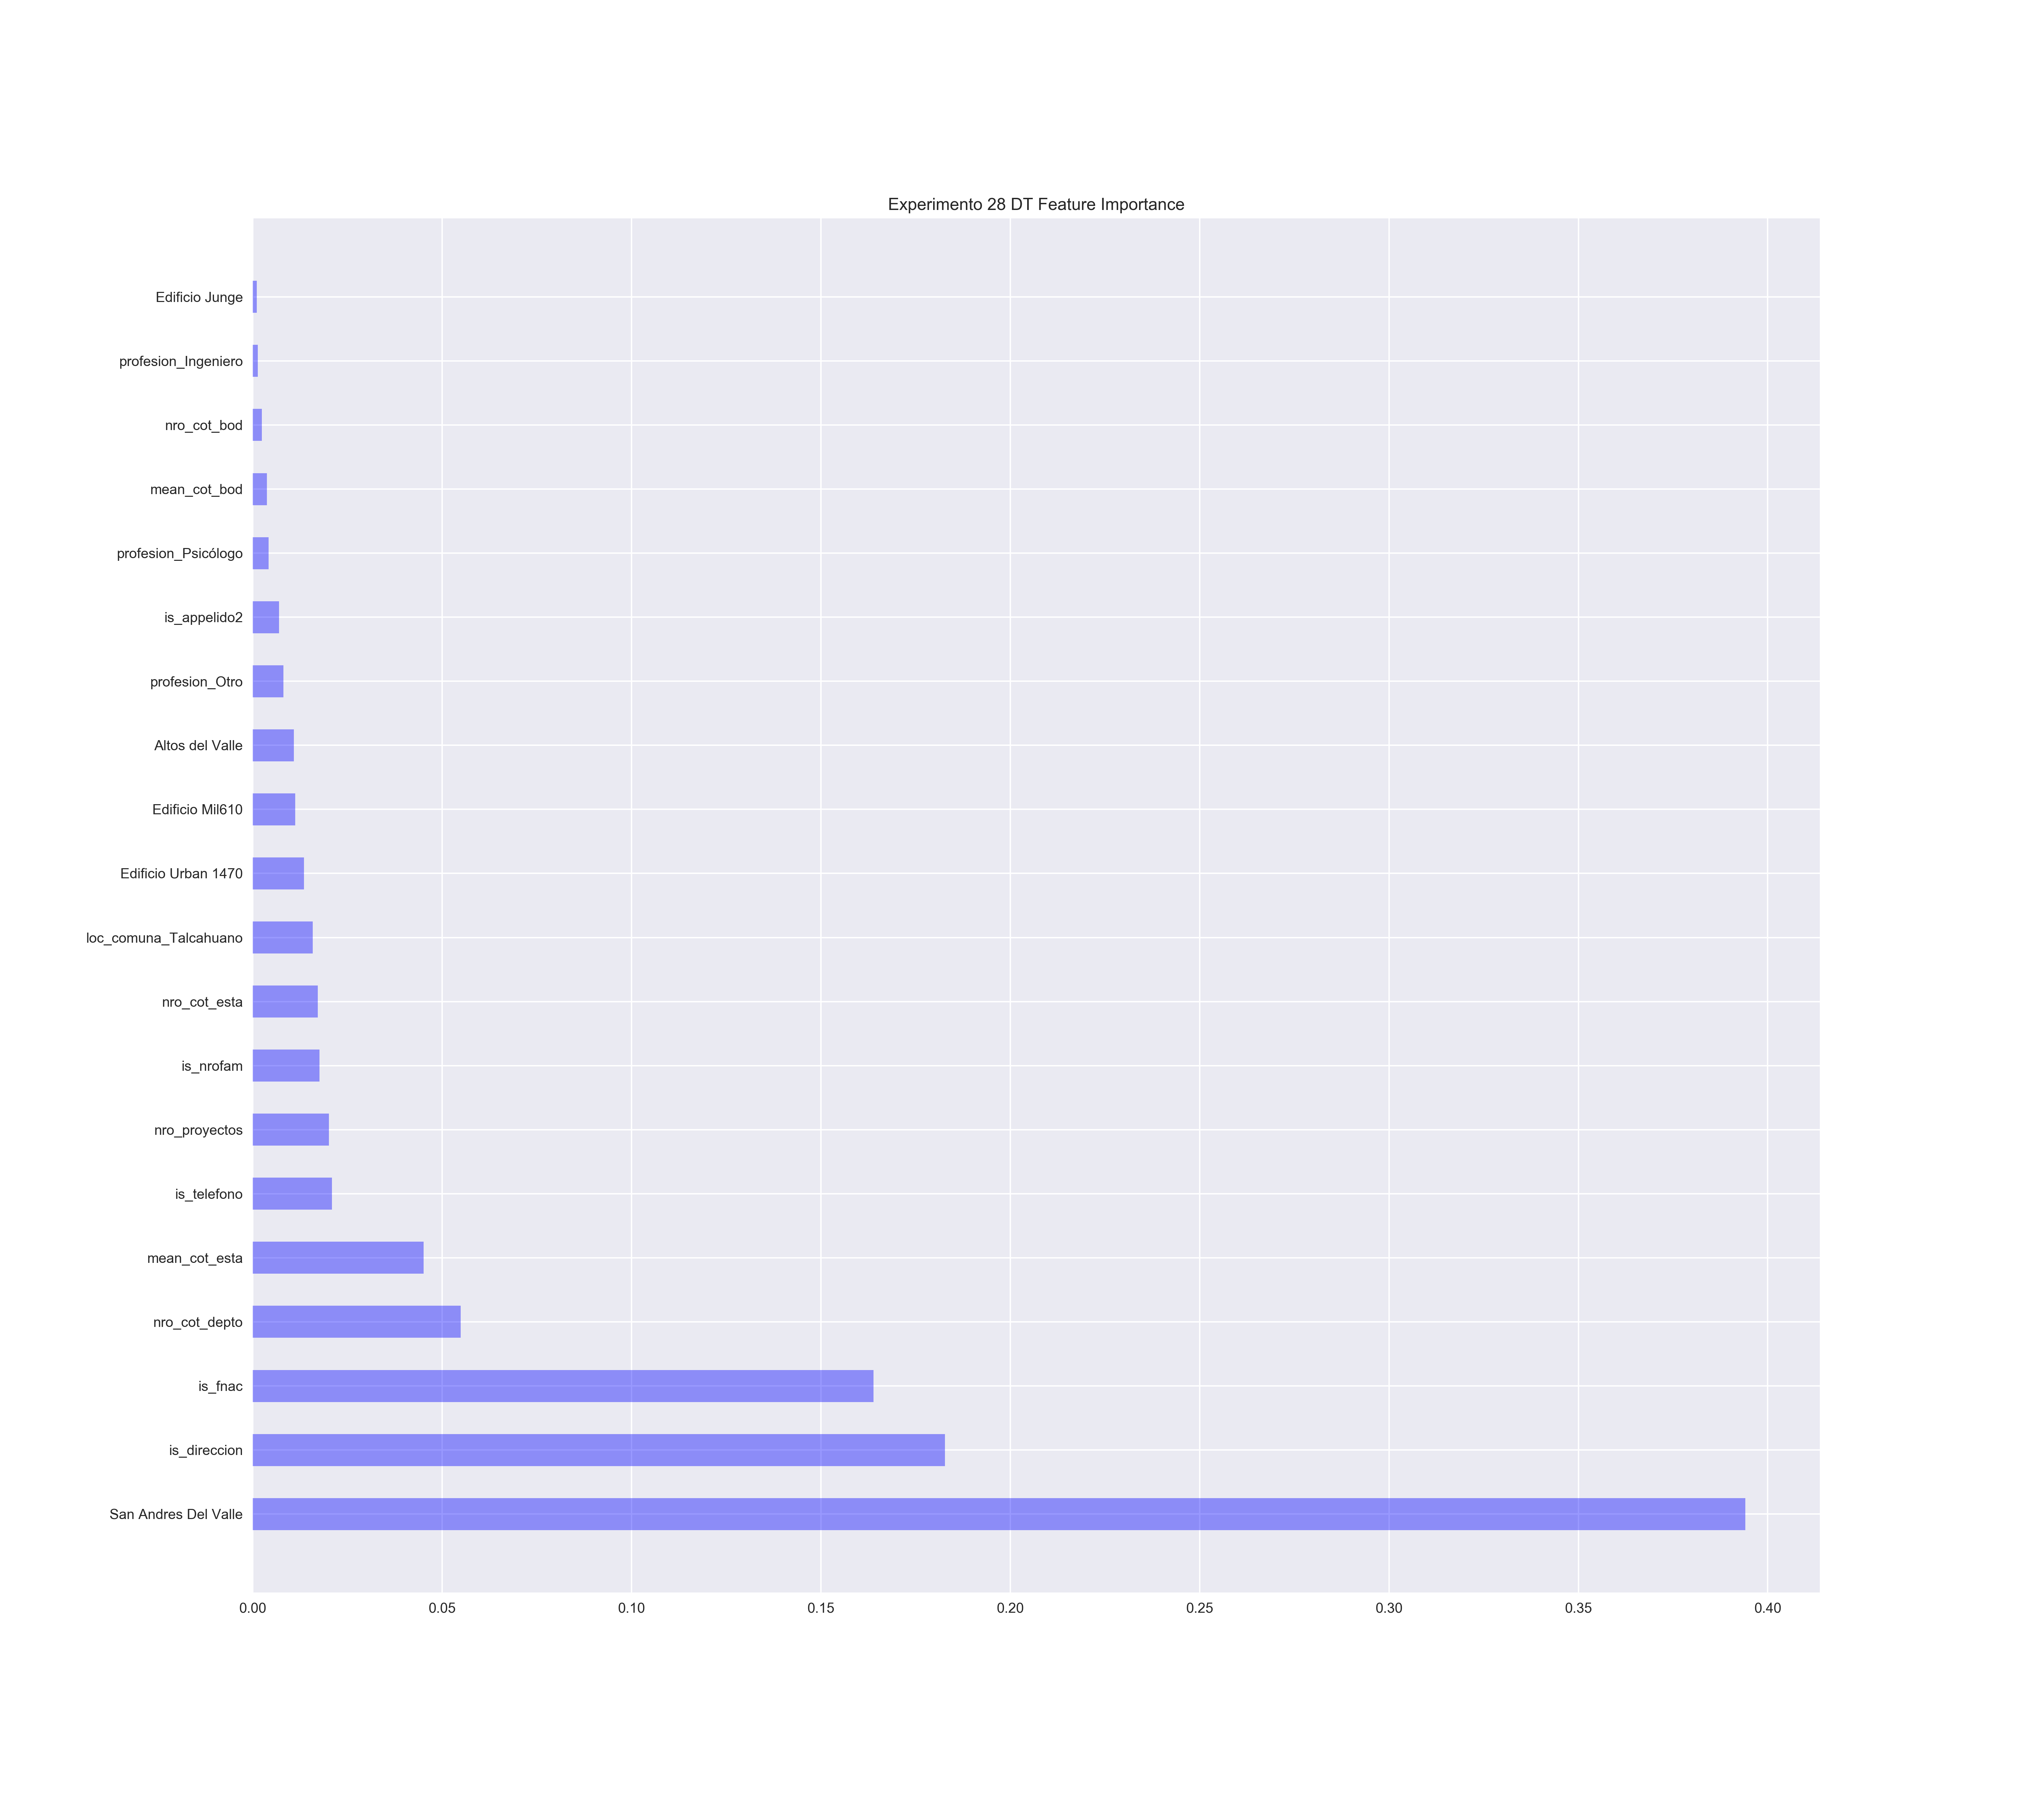 Experimento 28 DT Feature Importance
Edificio Junge
profesion_Ingeniero
nro_cot_bod
mean_cot_bod
profesion_Psicólogo
is_appelido2
profesion_Otro
Altos del Valle
Edificio Mil610
Edificio Urban 1470
loc_comuna_Talcahuano
nro_cot_esta
is_nrofam
nro_proyectos
is_telefono
mean_cot_esta
nro_cot_depto
is_fnac
is_direccion
San Andres Del Valle
0.00 0.05 0.10 0.15 0.20 0.25 0.30 0.35 0.40